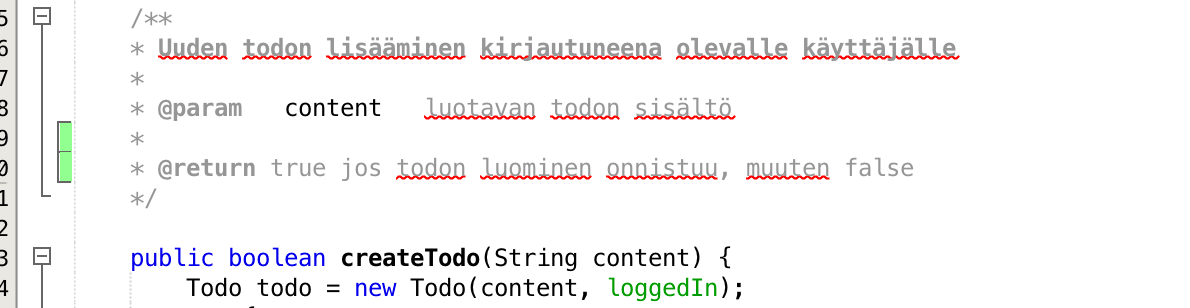 5 /**
6 * Uuden todon lisääminen kirjautuneena olevalle käyttäjälle
7 *
8 * @param content luotavan todon sisältö
9 *
0 * @return true jos todon luominen onnistuu, muuten false
1 */
2
3 public boolean createTodo(String content) {
4 Todo todo = new Todo(content, loggedIn);